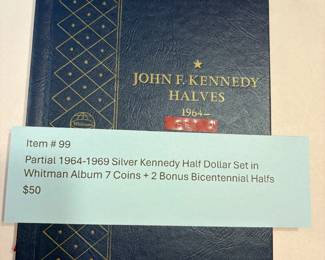 Whitman
JOHN F. KENNEDY
HALVES
1964–
Item # 99
Partial 1964-1969 Silver Kennedy Half Dollar Set in
Whitman Album 7 Coins + 2 Bonus Bicentennial Halfs
$50